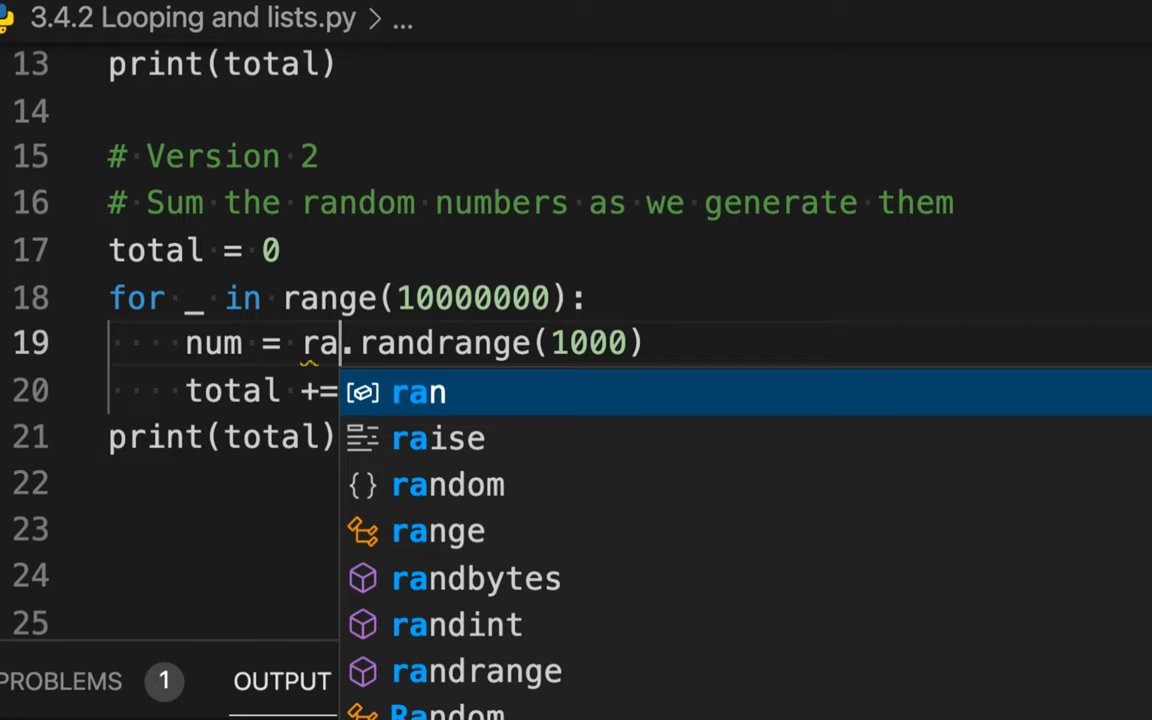 3.4.2 Looping and lists.py > ...
13 print(total)
14
15 # Version 2
16 # Sum the random numbers as we generate them
17 total = 0
18 for _ in range(10000000):
19 num = ra.randrange(1000)
20 total +=
21 print(total)
22
23
24
25
ran
raise
random
range
randbytes
randint
randrange
Random
PROBLEMS 1 OUTPUT